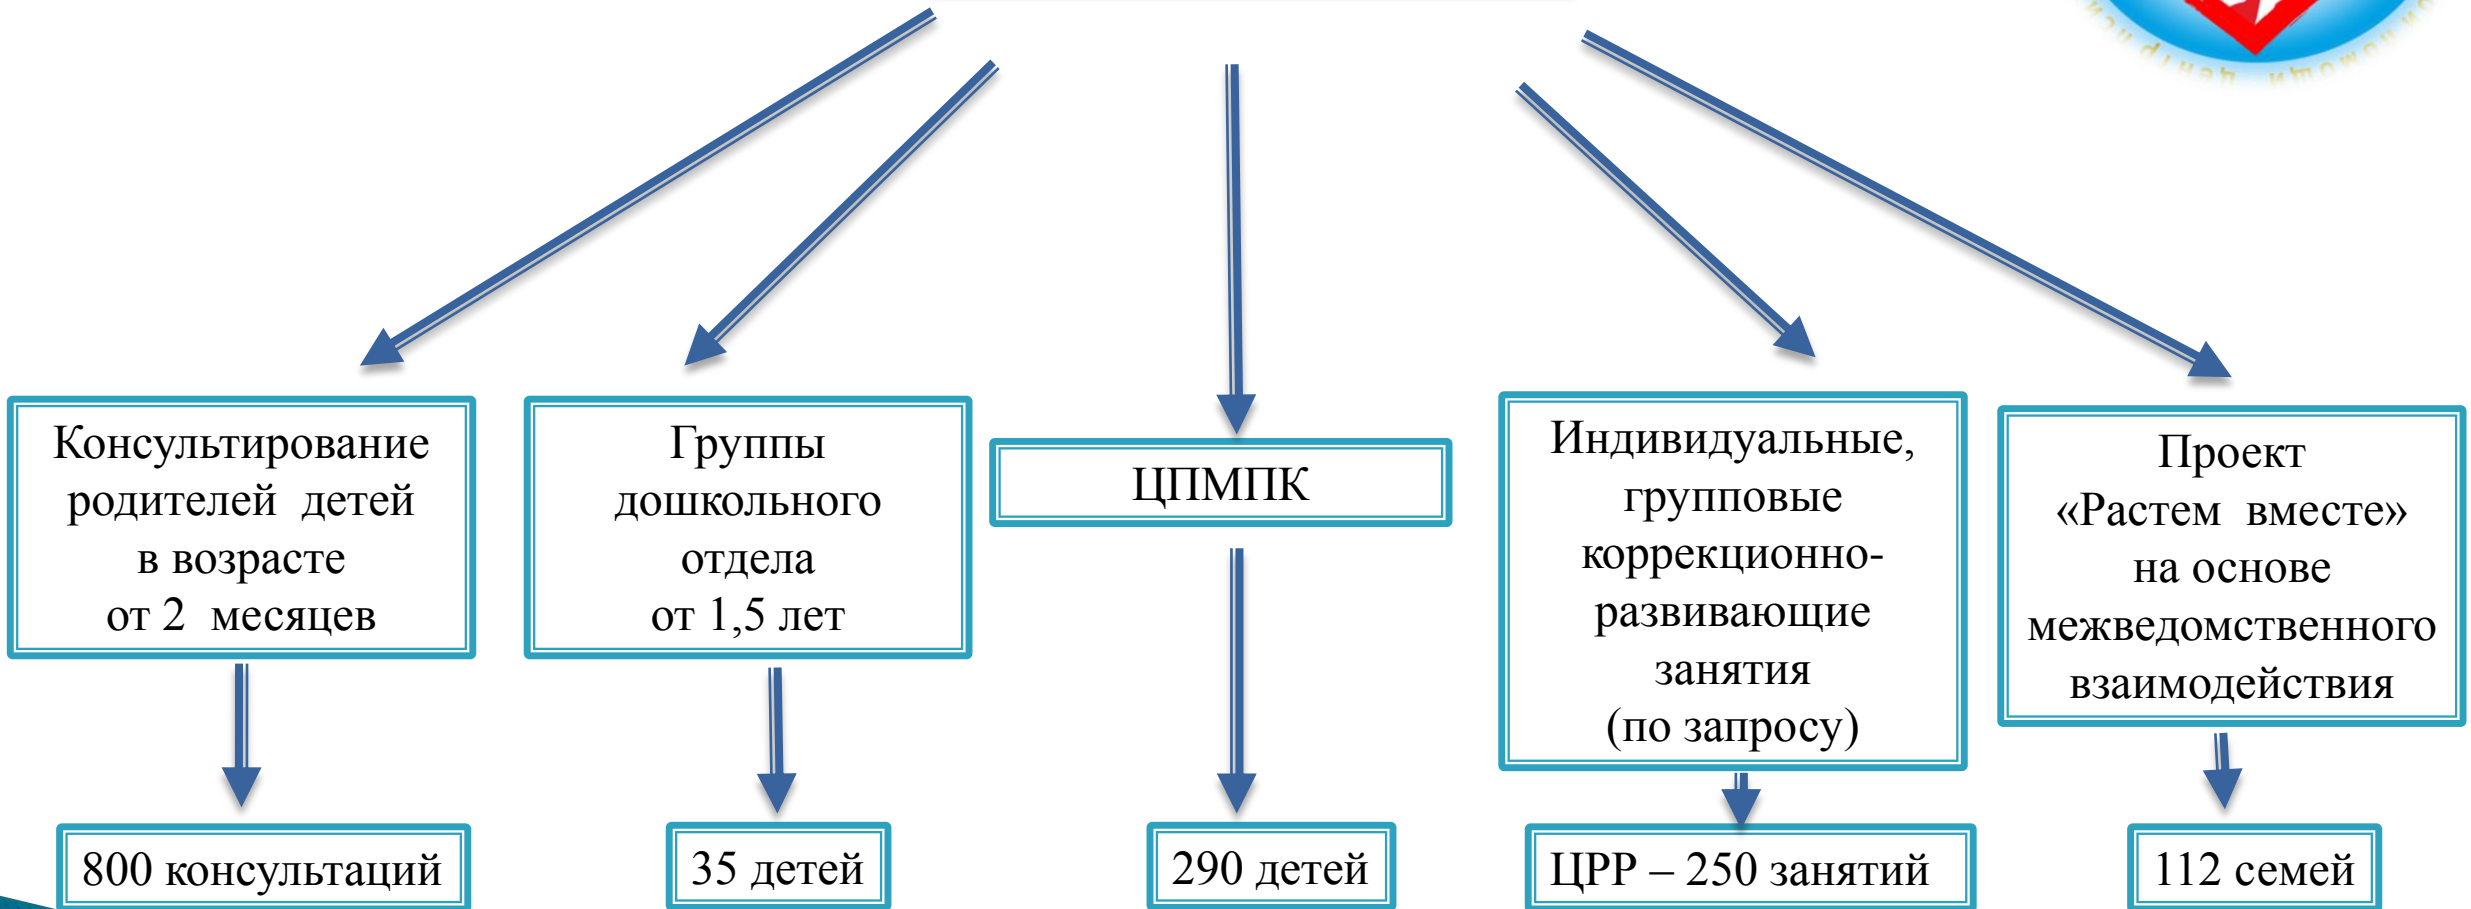 Консультирование
родителей детей
в возрасте
от 2 месяцев
Группы
дошкольного
отдела
от 1,5 лет
ЦПМПК
Индивидуальные,
групповые
коррекционно-
развивающие
занятия
(по запросу)
Проект
«Растем вместе»
на основе
межведомственного
взаимодействия
800 консультаций
35 детей
290 детей
ЦРР – 250 занятий
112 семей